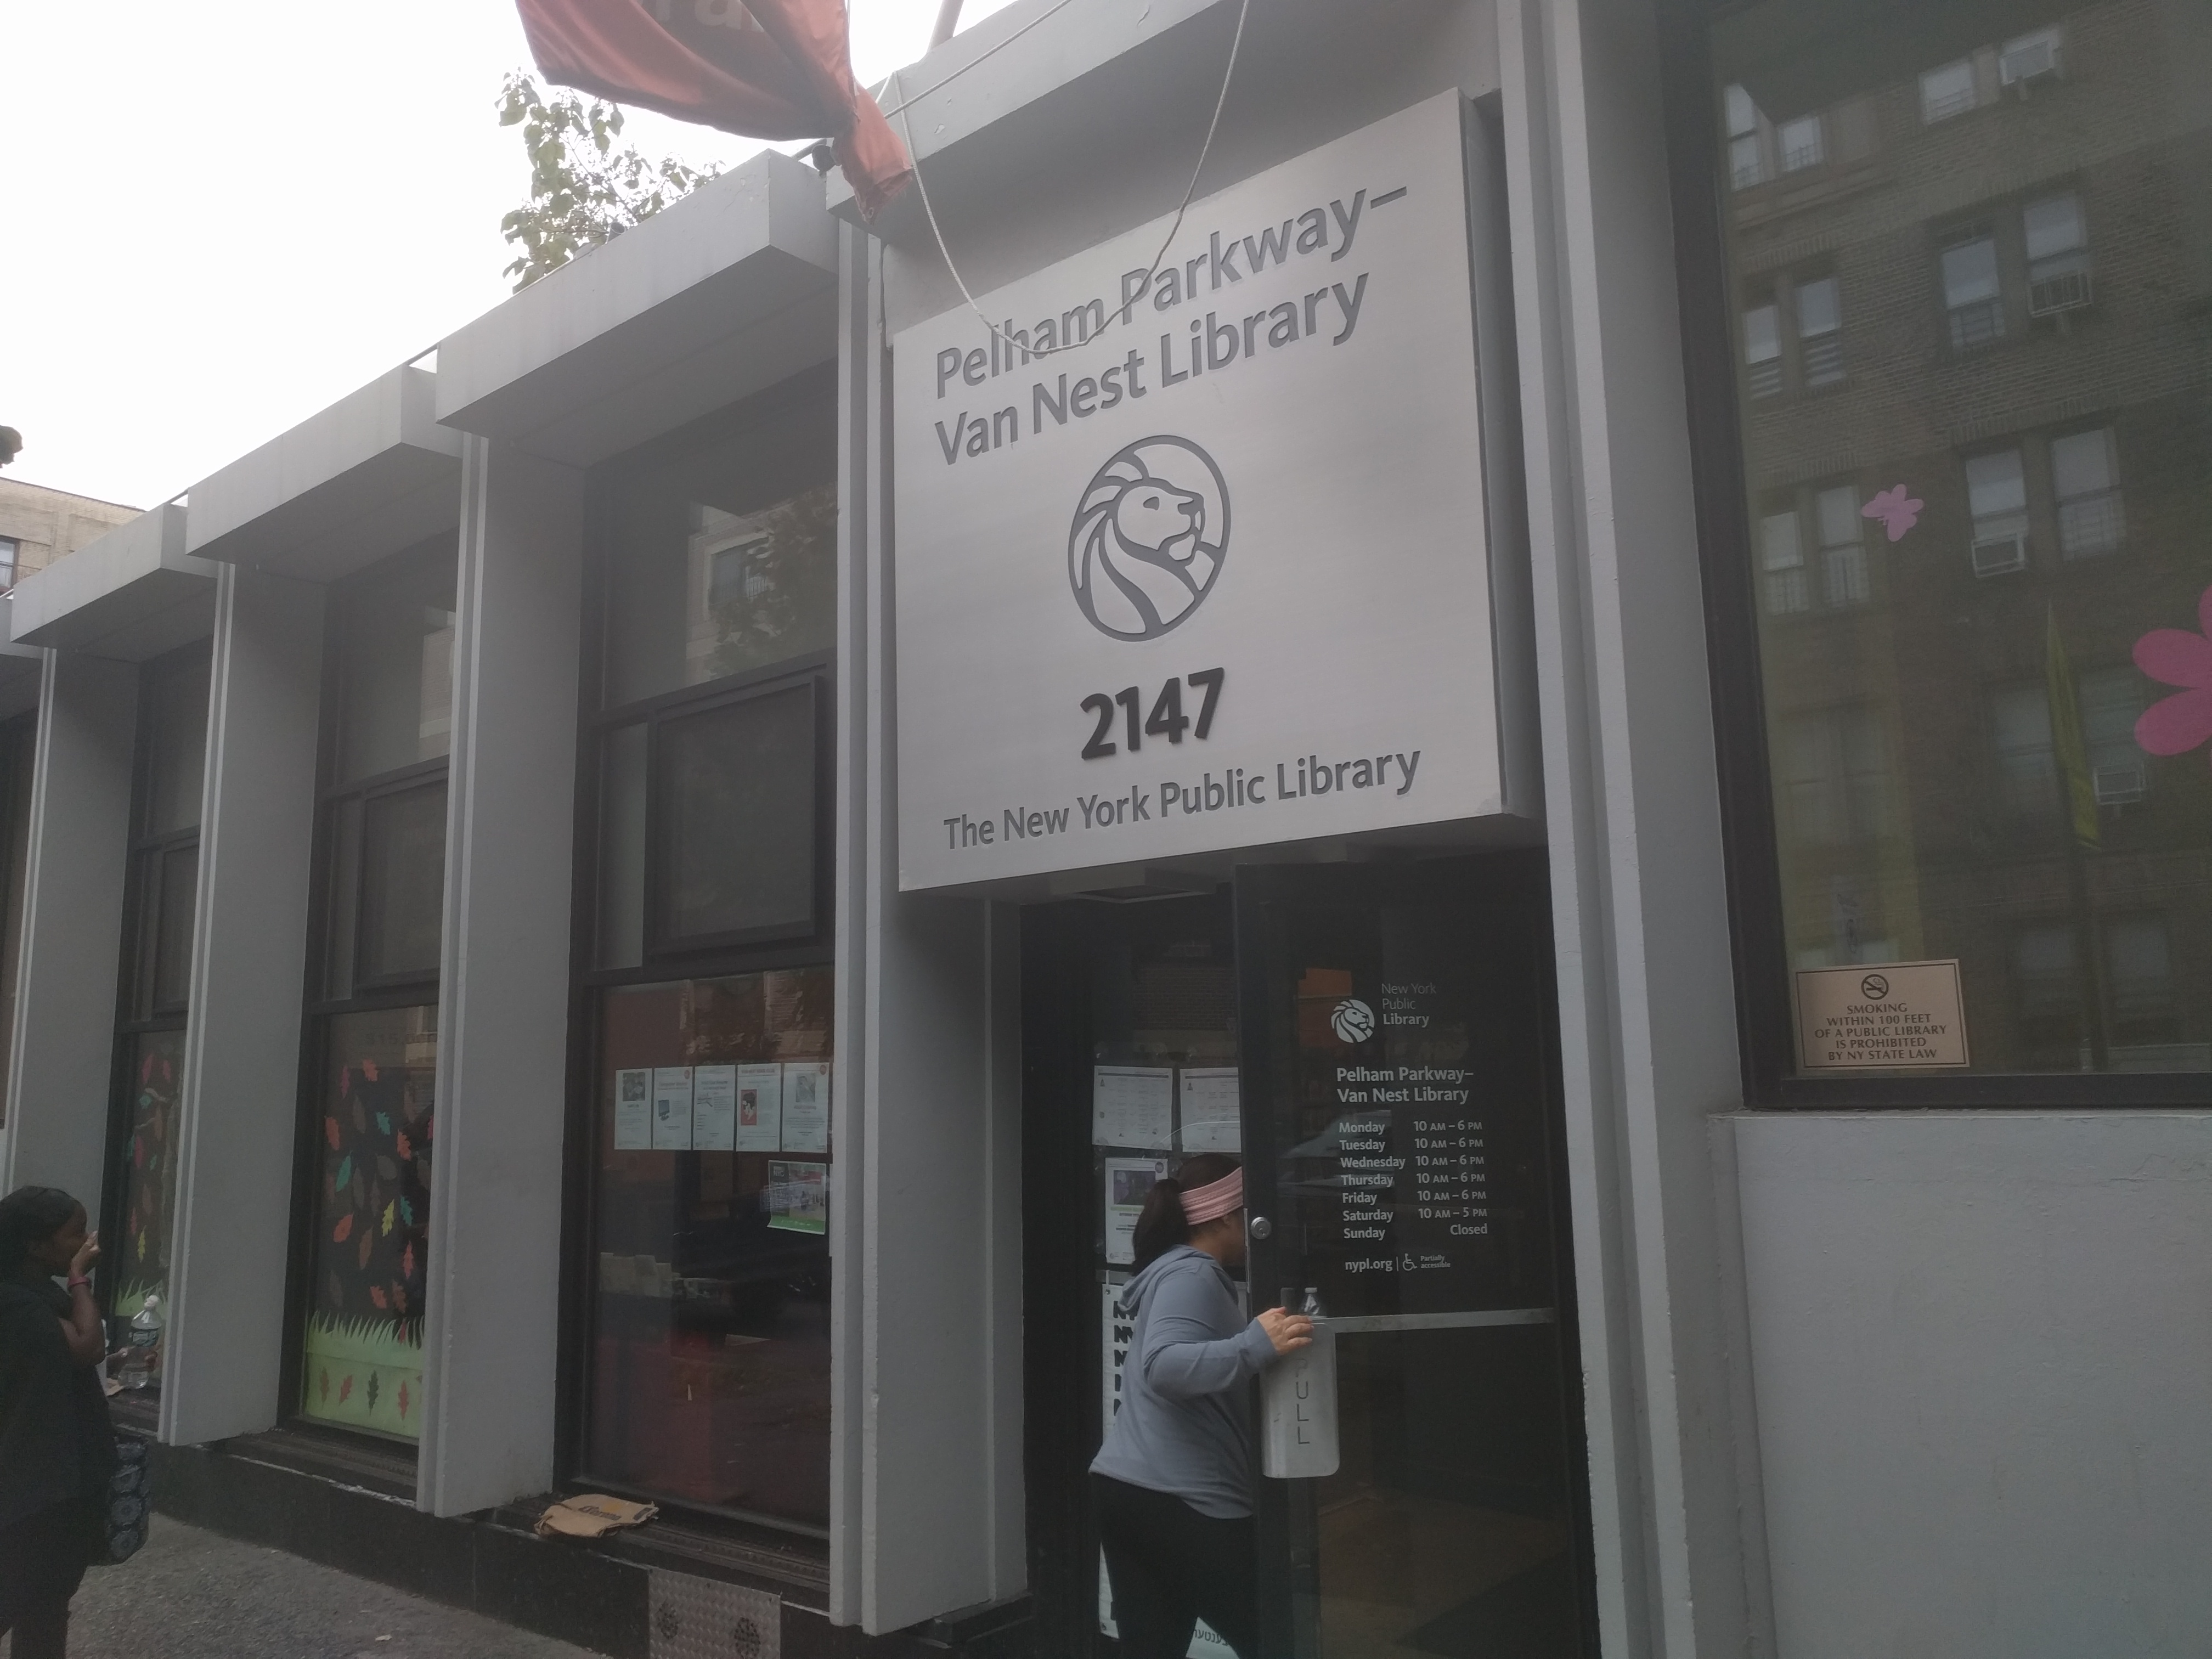 Pelham Parkway–
Van Nest Library
2147
The New York Public Library
New York
Public
Library
Pelham Parkway–
Van Nest Library
Monday 10 AM – 6 PM
Tuesday 10 AM – 6 PM
Wednesday 10 AM – 6 PM
Thursday 10 AM – 6 PM
Friday 10 AM – 6 PM
Saturday 10 AM – 5 PM
Sunday Closed
nypl.org
Partially
accessible
PULL
SMOKING
WITHIN 100 FEET
OF A PUBLIC LIBRARY
IS PROHIBITED
BY NY STATE LAW